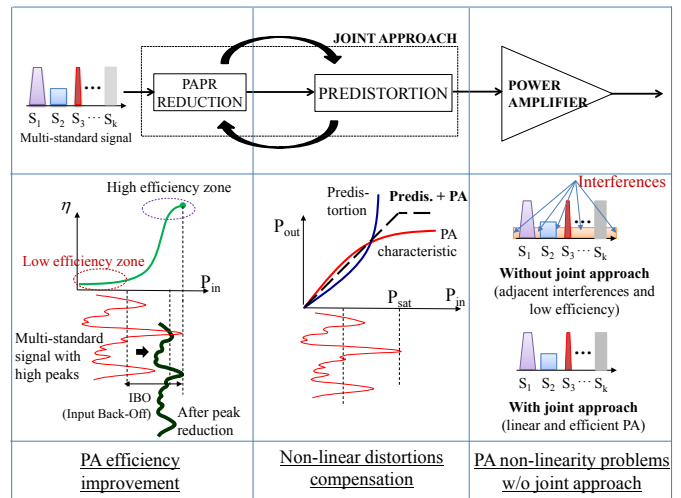 JOINT APPROACH
PAPR
REDUCTION
PREDISTORTION
POWER
AMPLIFIER
S1 S2 S3 ··· Sk
Multi-standard signal
High efficiency zone
η
Low efficiency zone
Pin
Multi-standard
signal with
high peaks
IBO
(Input Back-Off)
After peak
reduction
Predis-
tortion
Predis. + PA
Pout
PA
characteristic
Psat
Pin
Interferences
S1 S2 S3 ··· Sk
Without joint approach
(adjacent interferences and
low efficiency)
S1 S2 S3 ··· Sk
With joint approach
(linear and efficient PA)
PA efficiency
improvement
Non-linear distortions
compensation
PA non-linearity problems
w/o joint approach